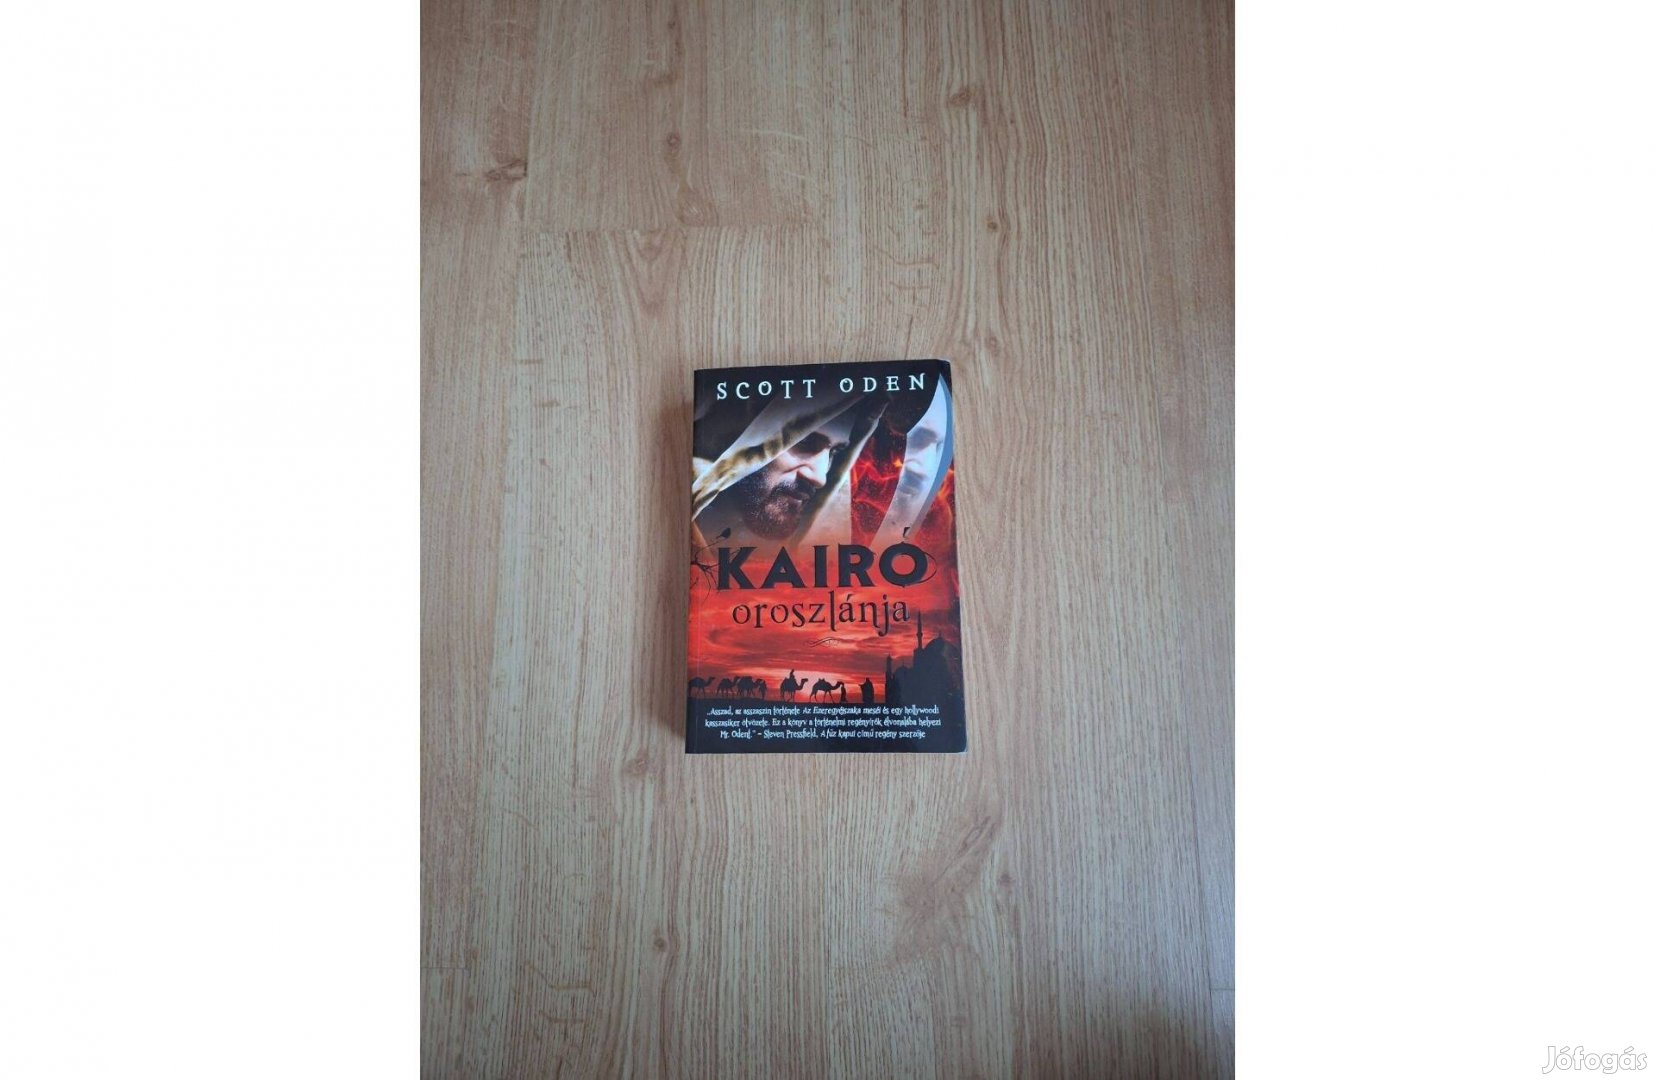 SCOTT ODEN
KAIRÓ
oroszlánja
„Asszad, az asszaszin története Az Ezeregyéjszaka meséi és egy hollywoodi
kasszasiker ötvözete. Ez a könyv a történelmi regényírók élvonalába helyezi
Mr. Odent." – Steven Pressfield, A tűz kapui című regény szerzője
Jófogás